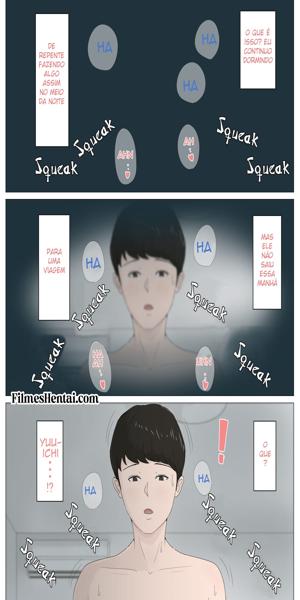 O QUE É
ISSO? EU
CONTINUO
DORMINDO
HA
HA
HA
DE
REPENTE
FAZENDO
ALGO
ASSIM
NO MEIO
DA NOITE
Squeak
Squeak
Squeak
Squeak
AH
AHN
Squeak
Squeak
MAS
ELE
NÃO
SAIU
ESSA
MANHÃ
HA
HA
PARA
UMA
VIAGEM
Squeak
Squeak
Squeak
Squeak
HA
AH
FilmesHentai.com
O
QUE
?
!
HA
HA
YUU-
ICHI
!?
Squeak
Squeak
Squeak
Squeak